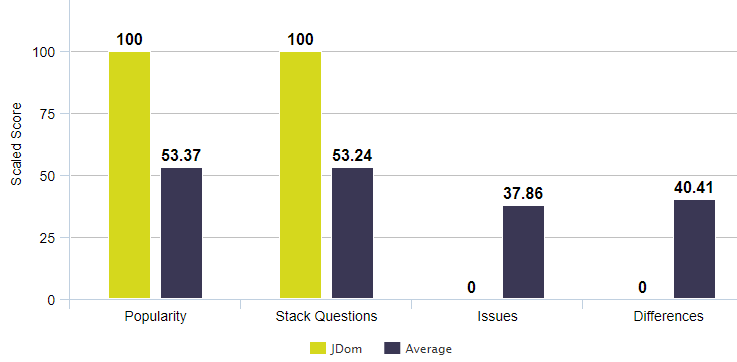 100
100
100
75
53.37
53.24
Scaled Score
50
37.86
40.41
25
0
0
0
Popularity
Stack Questions
Issues
Differences
JDom
Average